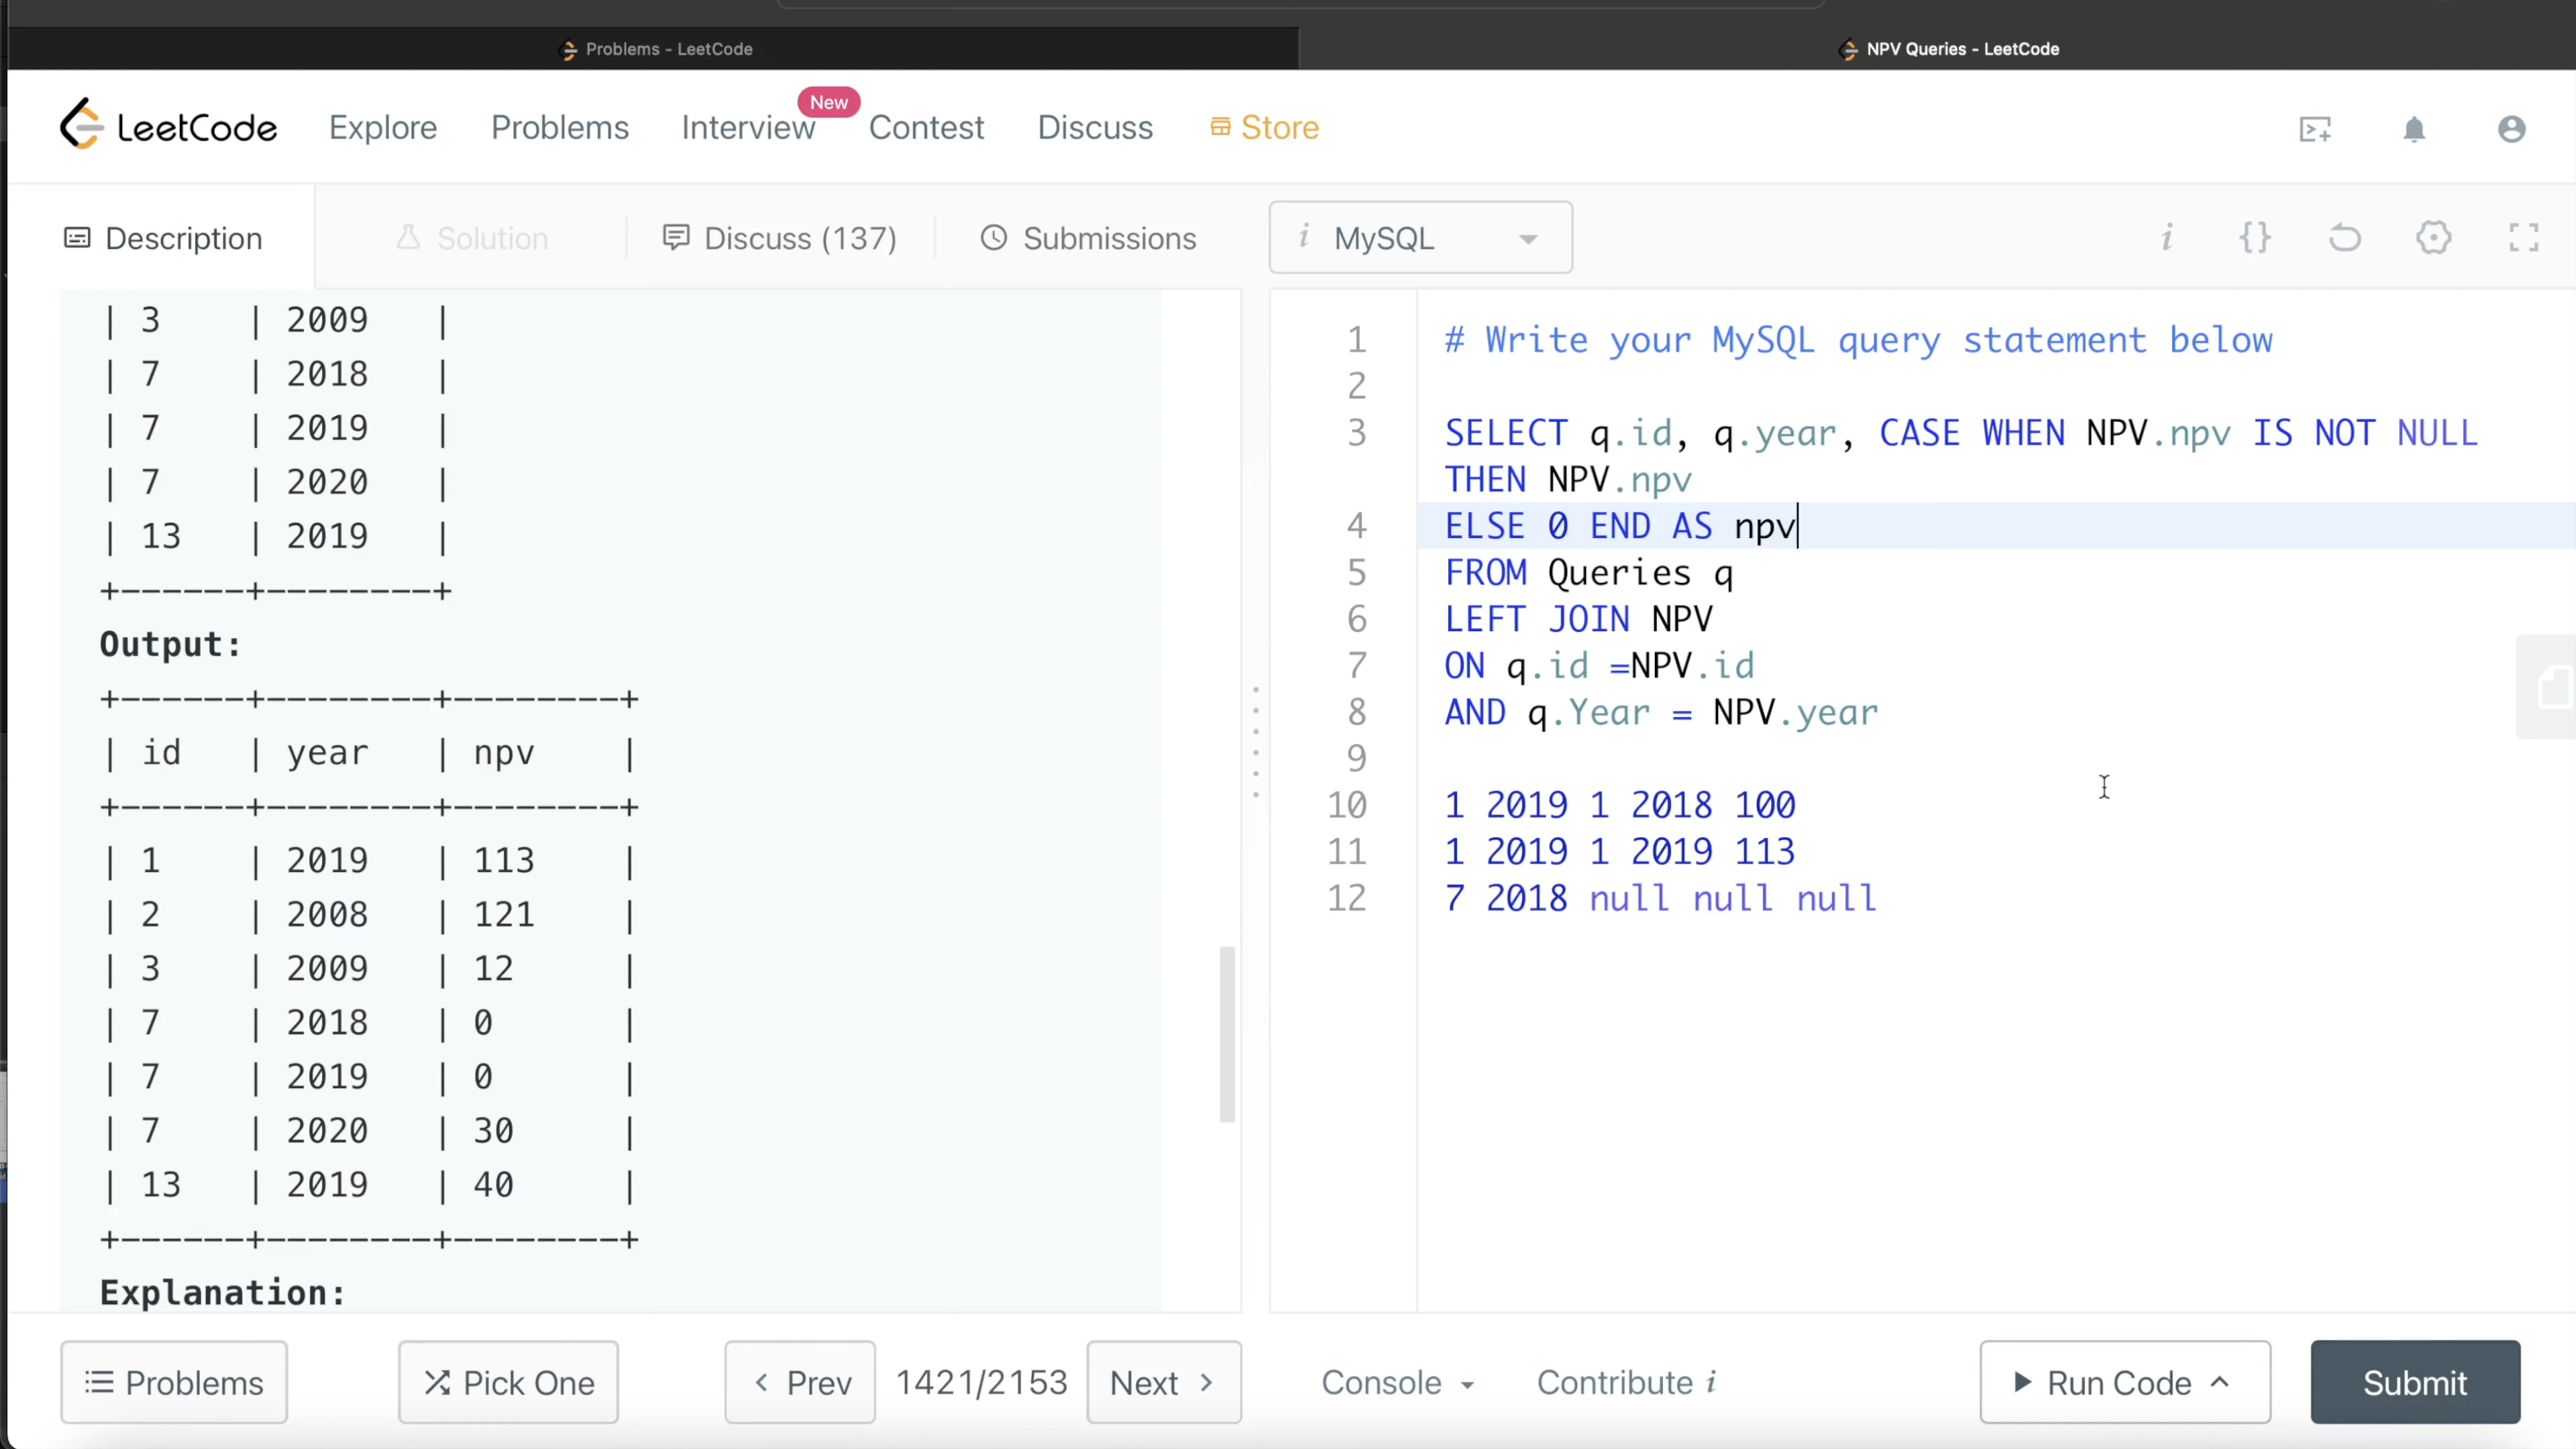 Problems - LeetCode
NPV Queries - LeetCode
LeetCode
Explore
Problems
Interview
New
Contest
Discuss
Store
Description
Solution
Discuss (137)
Submissions
| 3 | 2009 |
| 7 | 2018 |
| 7 | 2019 |
| 7 | 2020 |
| 13 | 2019 |
+------+--------+
Output:
+------+--------+--------+
| id | year | npv |
+------+--------+--------+
| 1 | 2019 | 113 |
| 2 | 2008 | 121 |
| 3 | 2009 | 12 |
| 7 | 2018 | 0 |
| 7 | 2019 | 0 |
| 7 | 2020 | 30 |
| 13 | 2019 | 40 |
+------+--------+--------+
Explanation:
i MySQL
i {}
1 # Write your MySQL query statement below
2
3 SELECT q.id, q.year, CASE WHEN NPV.npv IS NOT NULL
THEN NPV.npv
4 ELSE 0 END AS npv
5 FROM Queries q
6 LEFT JOIN NPV
7 ON q.id =NPV.id
8 AND q.Year = NPV.year
9
10 1 2019 1 2018 100
11 1 2019 1 2019 113
12 7 2018 null null null
Problems
Pick One
Prev
1421/2153
Next
Console
Contribute i
Run Code
Submit